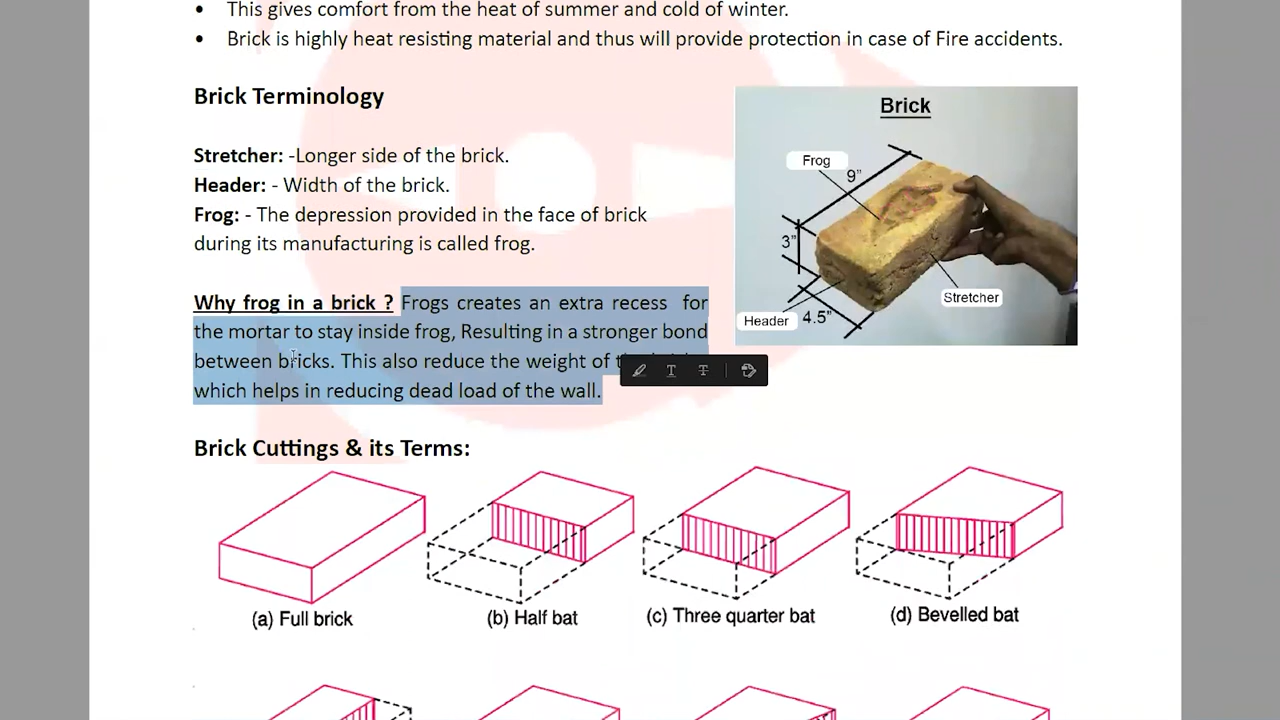 • This gives comfort from the heat of summer and cold of winter.
• Brick is highly heat resisting material and thus will provide protection in case of Fire accidents.
Brick Terminology
Stretcher: -Longer side of the brick.
Header: - Width of the brick.
Frog: - The depression provided in the face of brick
during its manufacturing is called frog.
Why frog in a brick ? Frogs creates an extra recess for
the mortar to stay inside frog, Resulting in a stronger bond
between bricks. This also reduce the weight of
which helps in reducing dead load of the wall.
Brick
Frog
9”
3”
Stretcher
Header
4.5”
Brick Cuttings & its Terms:
(a) Full brick
(b) Half bat
(c) Three quarter bat
(d) Bevelled bat